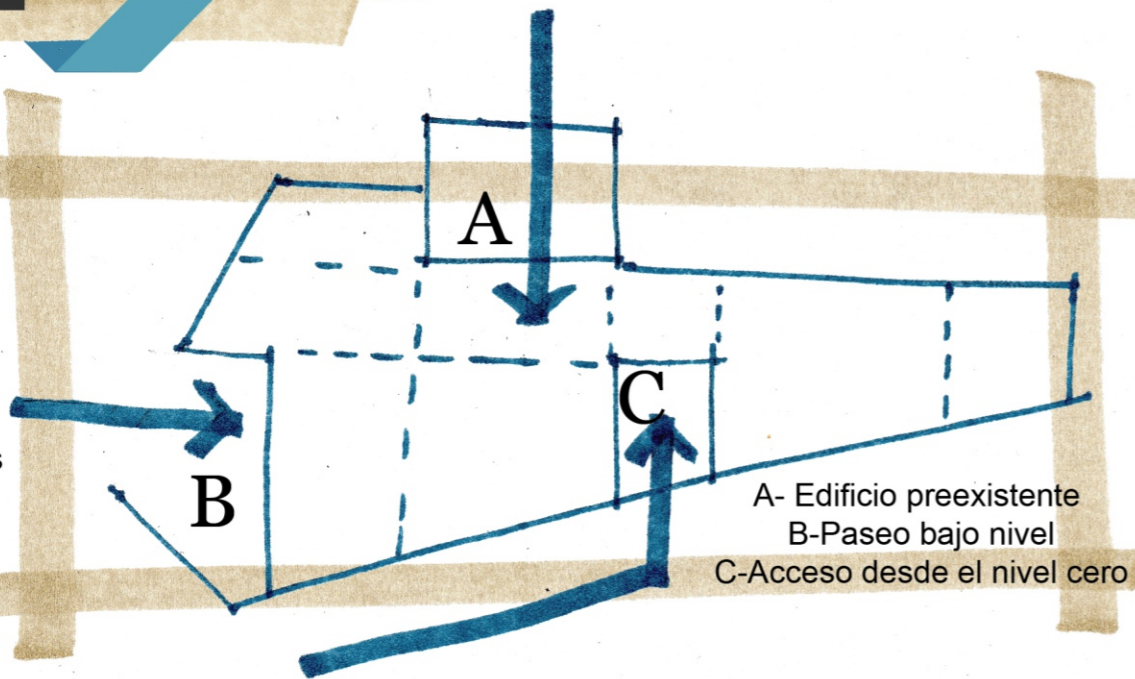 A
C
B
s
A- Edificio preexistente
B-Paseo bajo nivel
C-Acceso desde el nivel cero